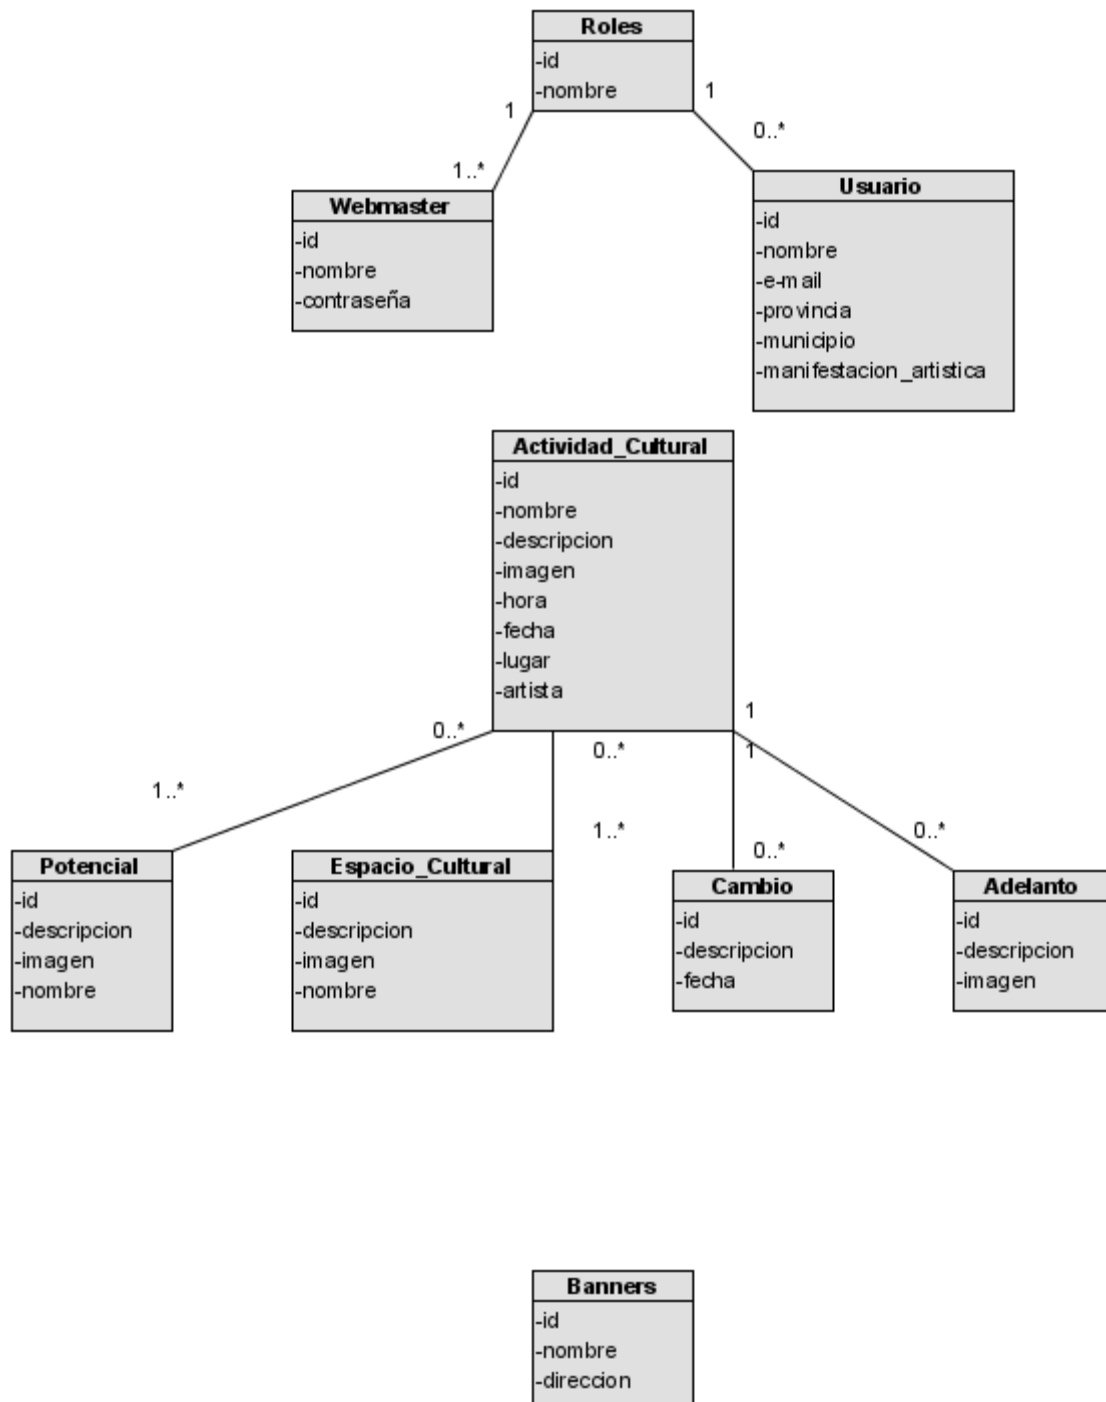 Roles
-id
-nombre
1
1
0..*
1..*
Webmaster
-id
-nombre
-contraseña
Usuario
-id
-nombre
-e-mail
-provincia
-municipio
-manifestacion_artistica
Actividad_Cultural
-id
-nombre
-descripcion
-imagen
-hora
-fecha
-lugar
-artista
0..*
0..*
1
1
1..*
1..*
0..*
0..*
Potencial
-id
-descripcion
-imagen
-nombre
Espacio_Cultural
-id
-descripcion
-imagen
-nombre
Cambio
-id
-descripcion
-fecha
Adelanto
-id
-descripcion
-imagen
Banners
-id
-nombre
-direccion